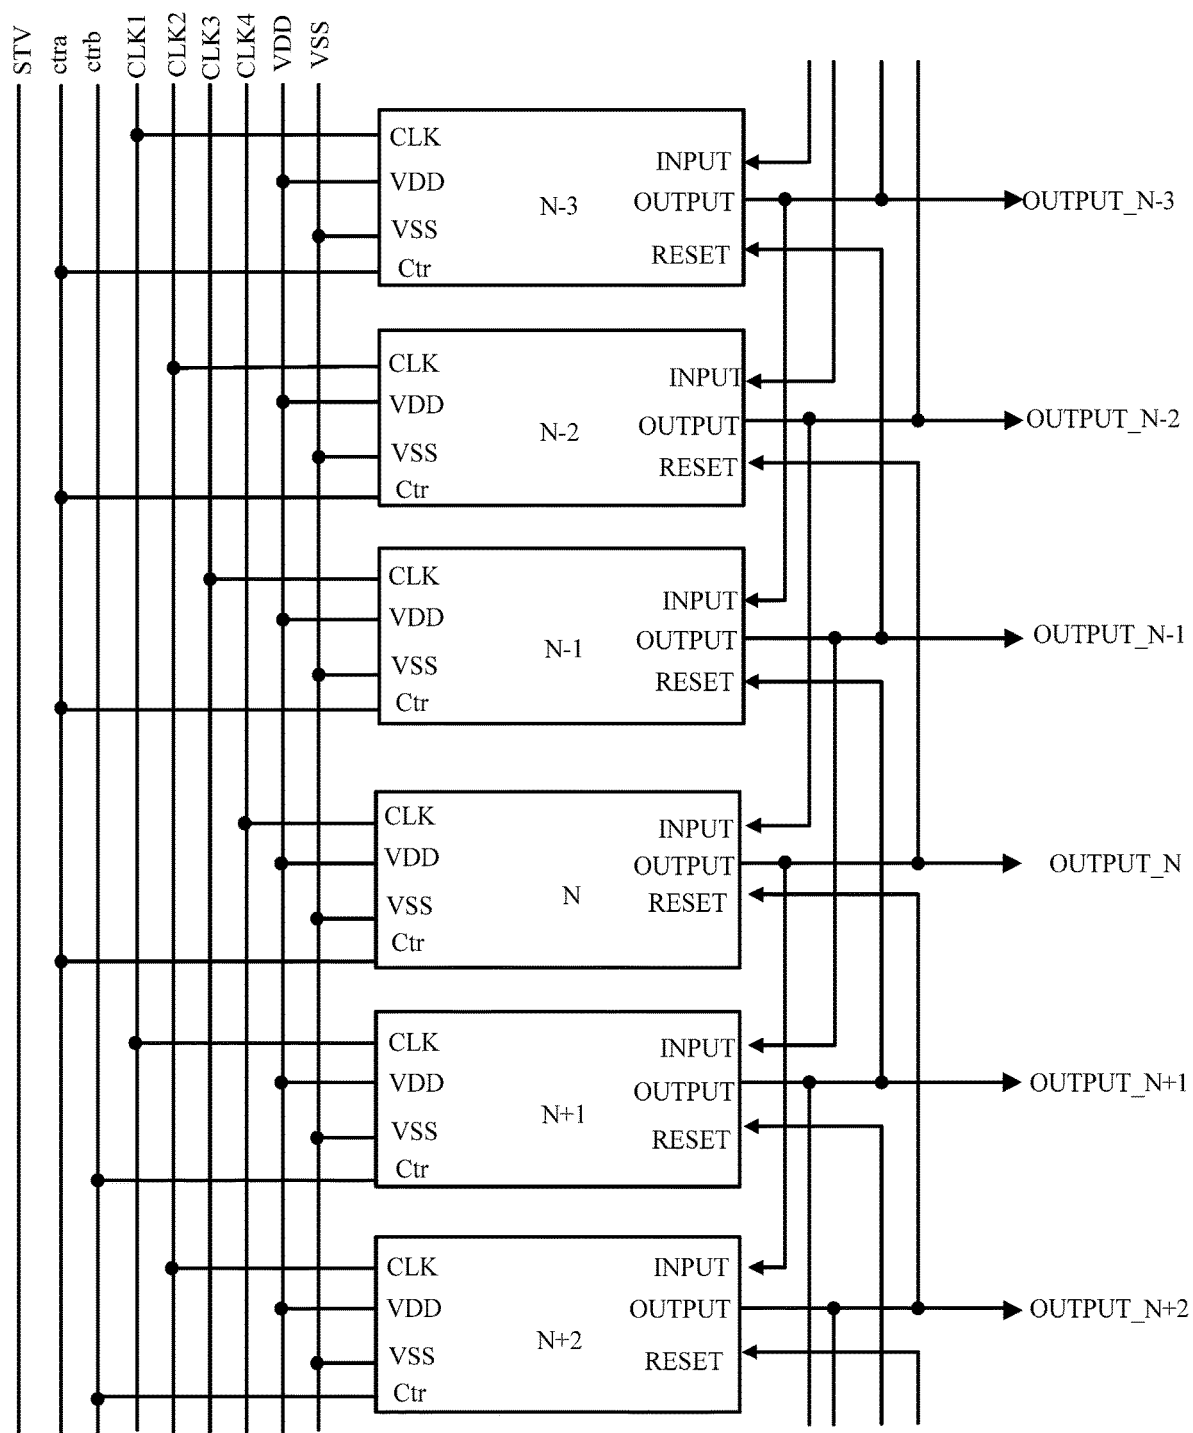 STV
ctra
ctrb
CLK1
CLK2
CLK3
CLK4
VDD
VSS
CLK
VDD
VSS
Ctr
N-3
INPUT
OUTPUT
RESET
OUTPUT_N-3
CLK
VDD
VSS
Ctr
N-2
INPUT
OUTPUT
RESET
OUTPUT_N-2
CLK
VDD
VSS
Ctr
N-1
INPUT
OUTPUT
RESET
OUTPUT_N-1
CLK
VDD
VSS
Ctr
N
INPUT
OUTPUT
RESET
OUTPUT_N
CLK
VDD
VSS
Ctr
N+1
INPUT
OUTPUT
RESET
OUTPUT_N+1
CLK
VDD
VSS
Ctr
N+2
INPUT
OUTPUT
RESET
OUTPUT_N+2